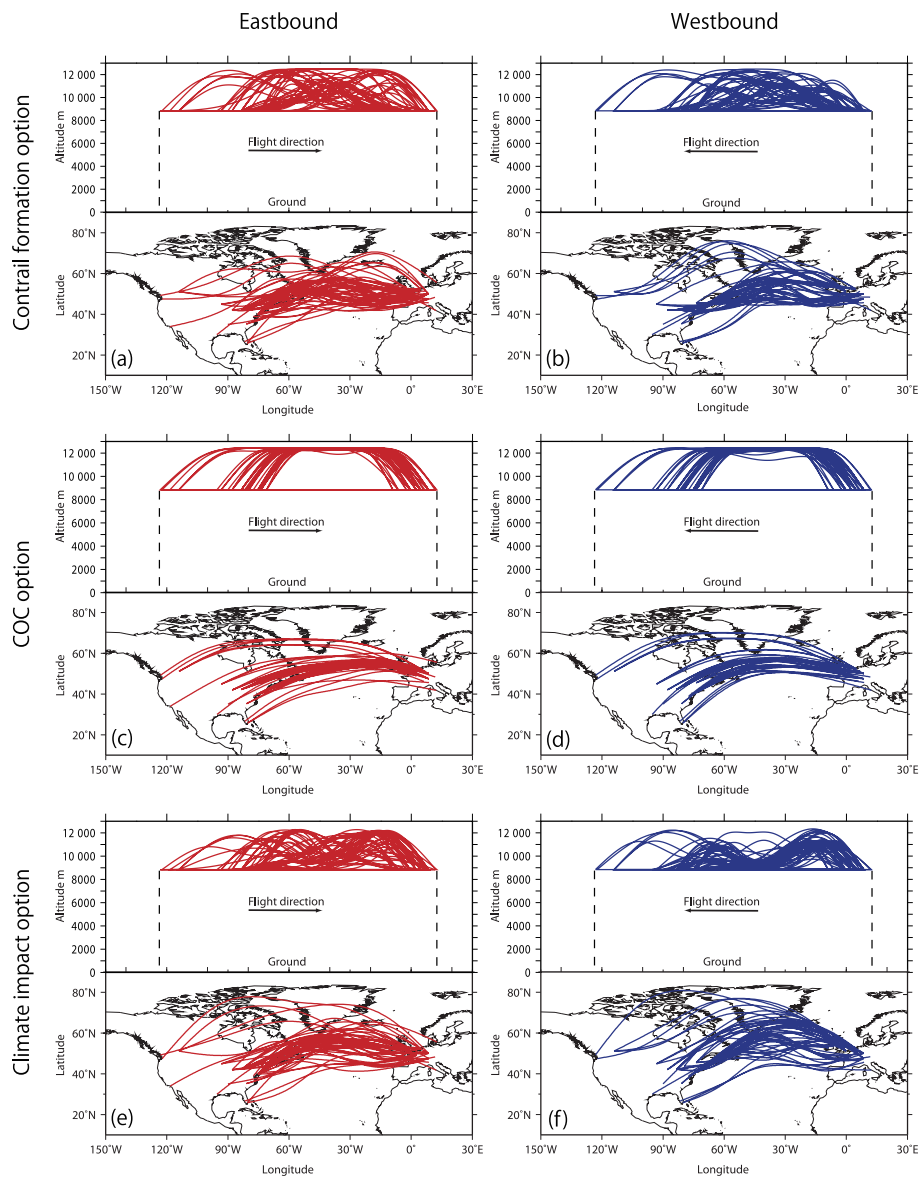 Eastbound
Westbound
Contrail formation option
Altitude m
12 000
10 000
8000
6000
4000
2000
0
Flight direction
Ground
Latitude
80°N
60°N
40°N
20°N
(a)
150°W 120°W 90°W 60°W 30°W 0° 30°E
Longitude
Altitude m
12 000
10 000
8000
6000
4000
2000
0
Flight direction
Ground
Latitude
80°N
60°N
40°N
20°N
(b)
150°W 120°W 90°W 60°W 30°W 0° 30°E
Longitude
COC option
Altitude m
12 000
10 000
8000
6000
4000
2000
0
Flight direction
Ground
Latitude
80°N
60°N
40°N
20°N
(c)
150°W 120°W 90°W 60°W 30°W 0° 30°E
Longitude
Altitude m
12 000
10 000
8000
6000
4000
2000
0
Flight direction
Ground
Latitude
80°N
60°N
40°N
20°N
(d)
150°W 120°W 90°W 60°W 30°W 0° 30°E
Longitude
Climate impact option
Altitude m
12 000
10 000
8000
6000
4000
2000
0
Flight direction
Ground
Latitude
80°N
60°N
40°N
20°N
(e)
150°W 120°W 90°W 60°W 30°W 0° 30°E
Longitude
Altitude m
12 000
10 000
8000
6000
4000
2000
0
Flight direction
Ground
Latitude
80°N
60°N
40°N
20°N
(f)
150°W 120°W 90°W 60°W 30°W 0° 30°E
Longitude